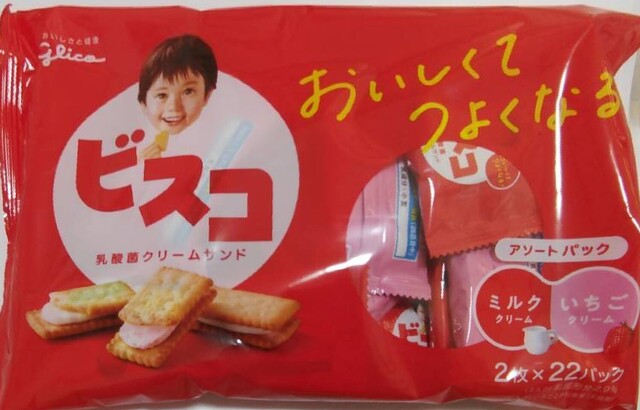 おいしさと健康
glico
おいしくて
つよくなる
ビスコ
乳酸菌クリームサンド
アソートパック
ミルク
クリーム
いちご
クリーム
2枚×22パック